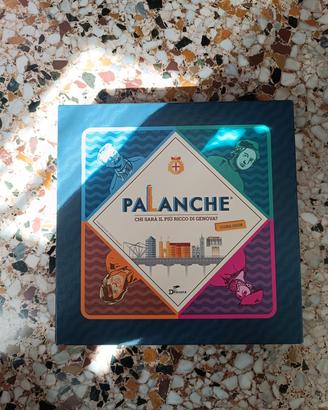 PALANCHE
CHI SARÀ IL PIÙ RICCO DI GENOVA?